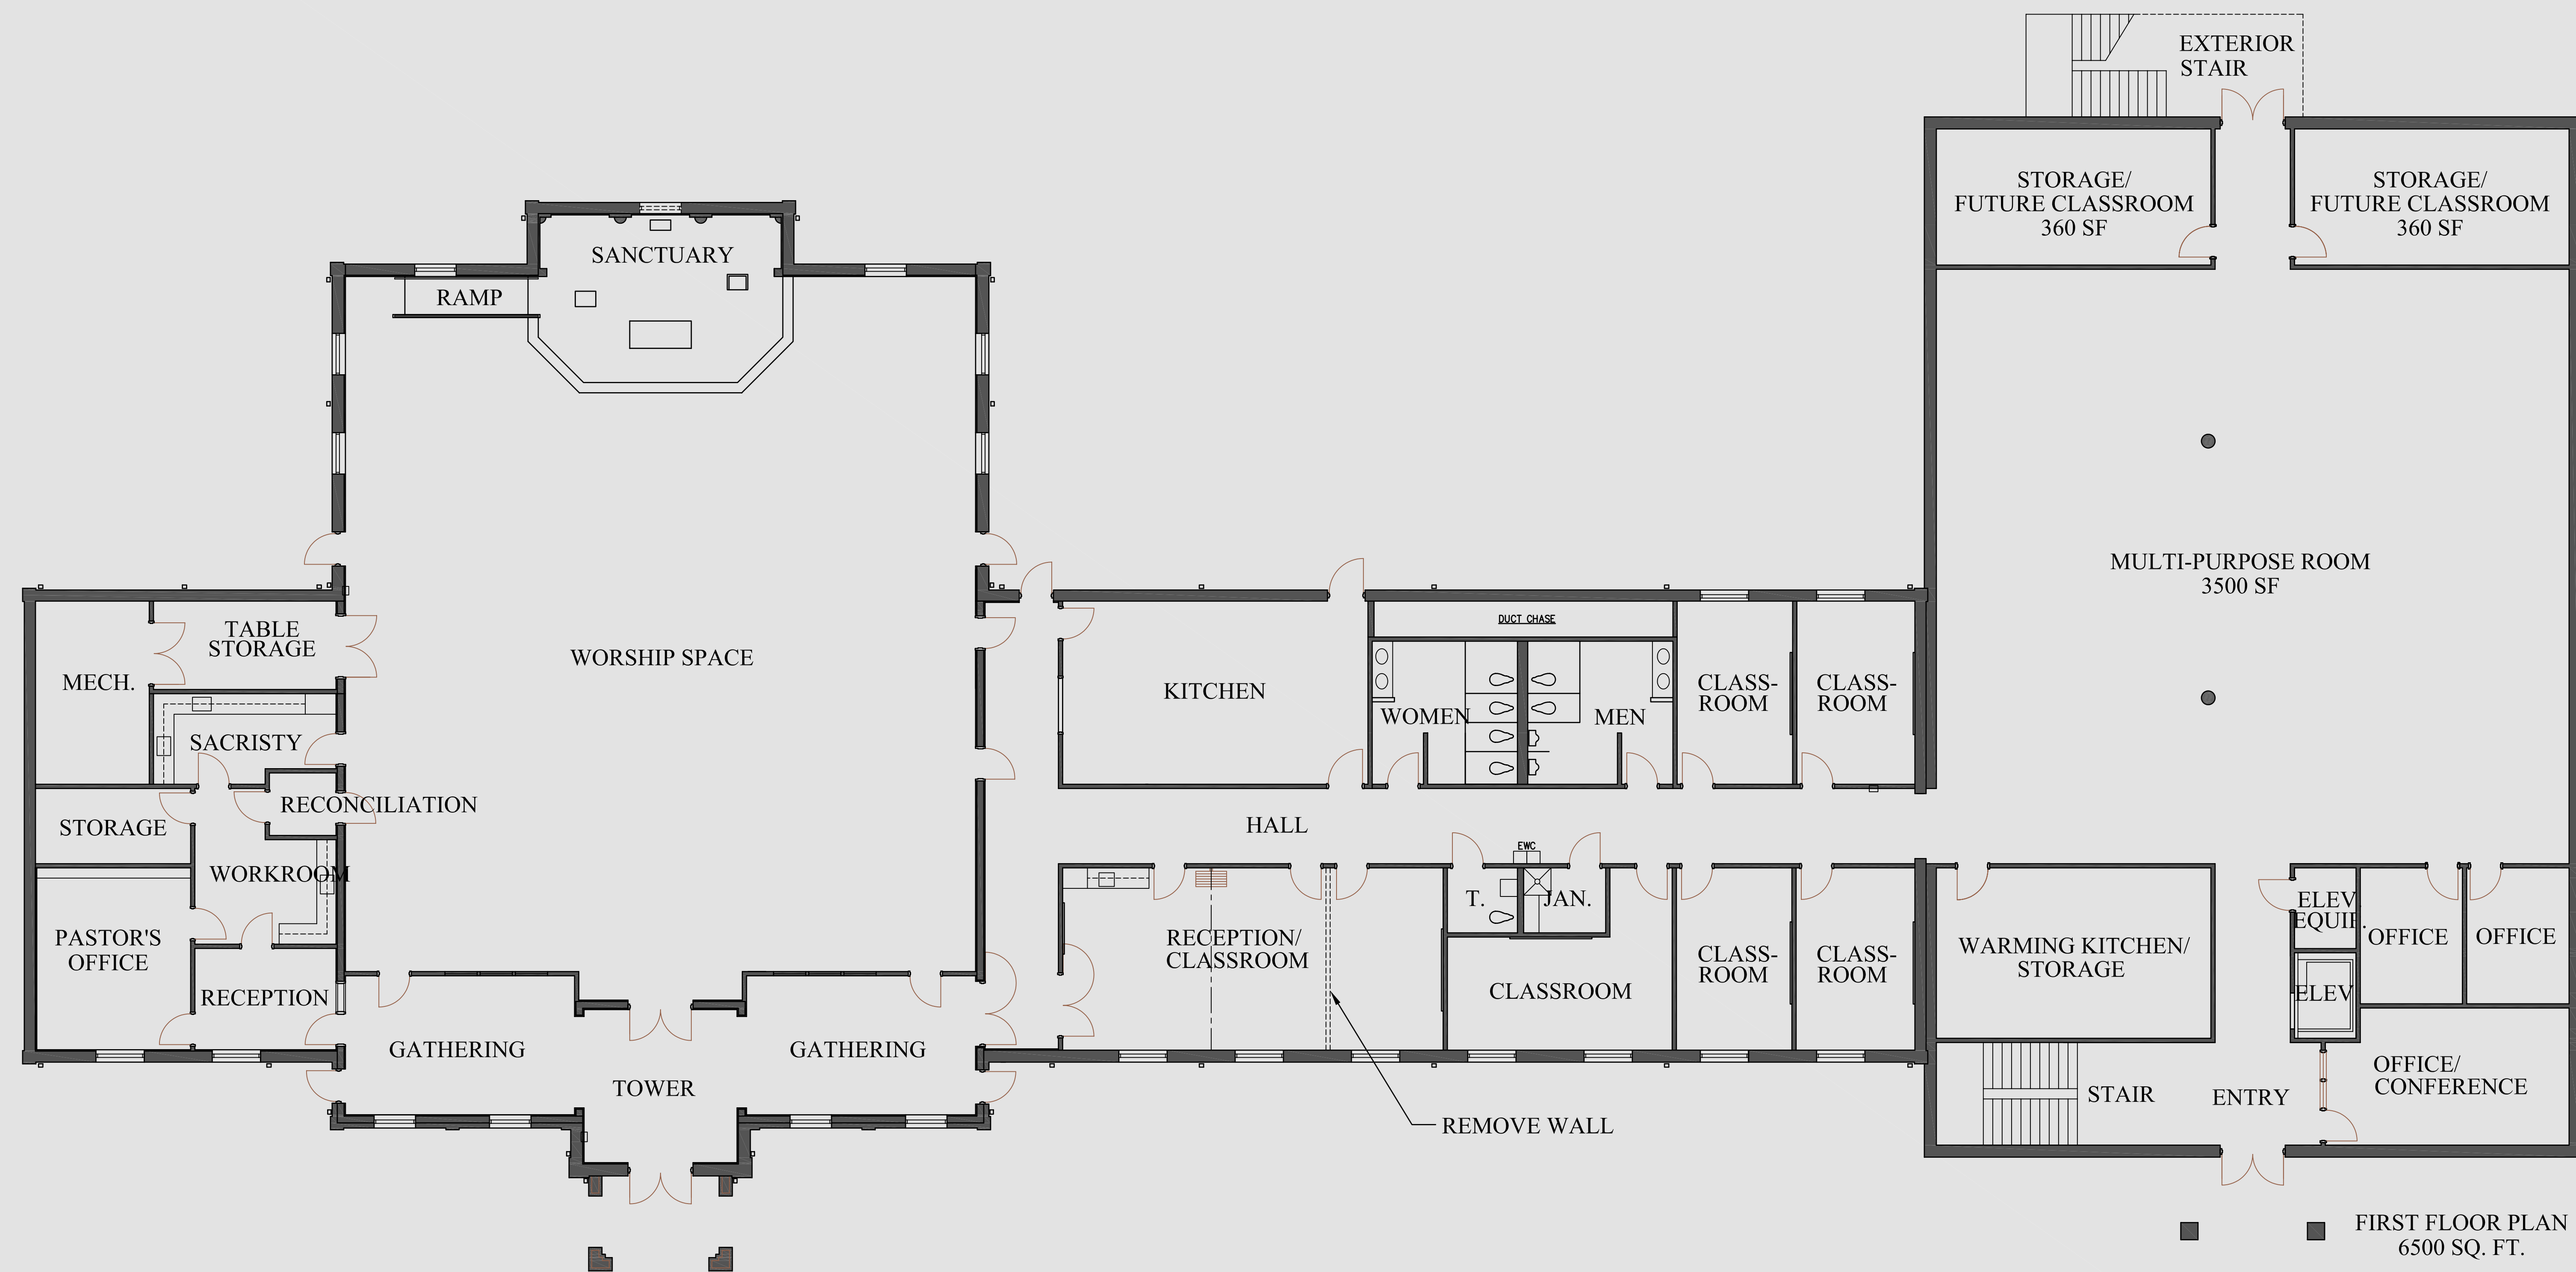 EXTERIOR
STAIR
STORAGE/
FUTURE CLASSROOM
360 SF
STORAGE/
FUTURE CLASSROOM
360 SF
SANCTUARY
RAMP
MULTI-PURPOSE ROOM
3500 SF
TABLE
STORAGE
MECH.
WORSHIP SPACE
DUCT CHASE
KITCHEN
WOMEN
MEN
CLASS-
ROOM
CLASS-
ROOM
SACRISTY
RECONCILIATION
STORAGE
WORKROOM
HALL
EWC
T.
JAN.
PASTOR'S
OFFICE
RECEPTION
RECEPTION/
CLASSROOM
CLASSROOM
CLASS-
ROOM
CLASS-
ROOM
WARMING KITCHEN/
STORAGE
ELEV
EQUIP.
OFFICE
OFFICE
ELEV
GATHERING
GATHERING
TOWER
REMOVE WALL
STAIR
ENTRY
OFFICE/
CONFERENCE
FIRST FLOOR PLAN
6500 SQ. FT.